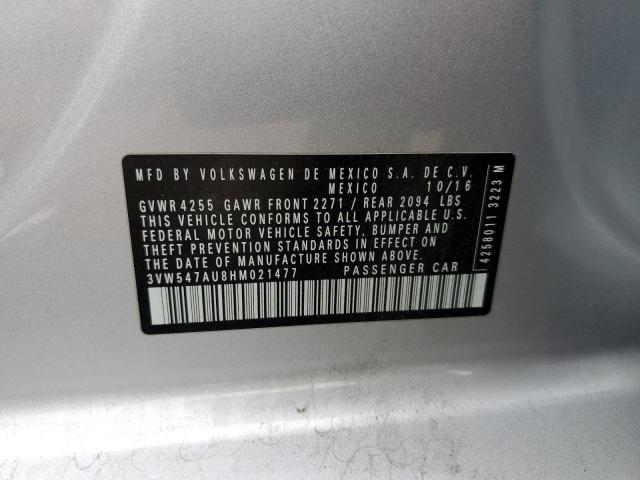 MFD BY VOLKSWAGEN DE MEXICO S.A. DE C.V.
MEXICO 10/16
GVWR4255 GAWR FRONT 2271 / REAR 2094 LBS
THIS VEHICLE CONFORMS TO ALL APPLICABLE U.S.
FEDERAL MOTOR VEHICLE SAFETY, BUMPER AND
THEFT PREVENTION STANDARDS IN EFFECT ON
THE DATE OF MANUFACTURE SHOWN ABOVE.
3VW547AU8HM021477 PASSENGER CAR
4258011 3223 M